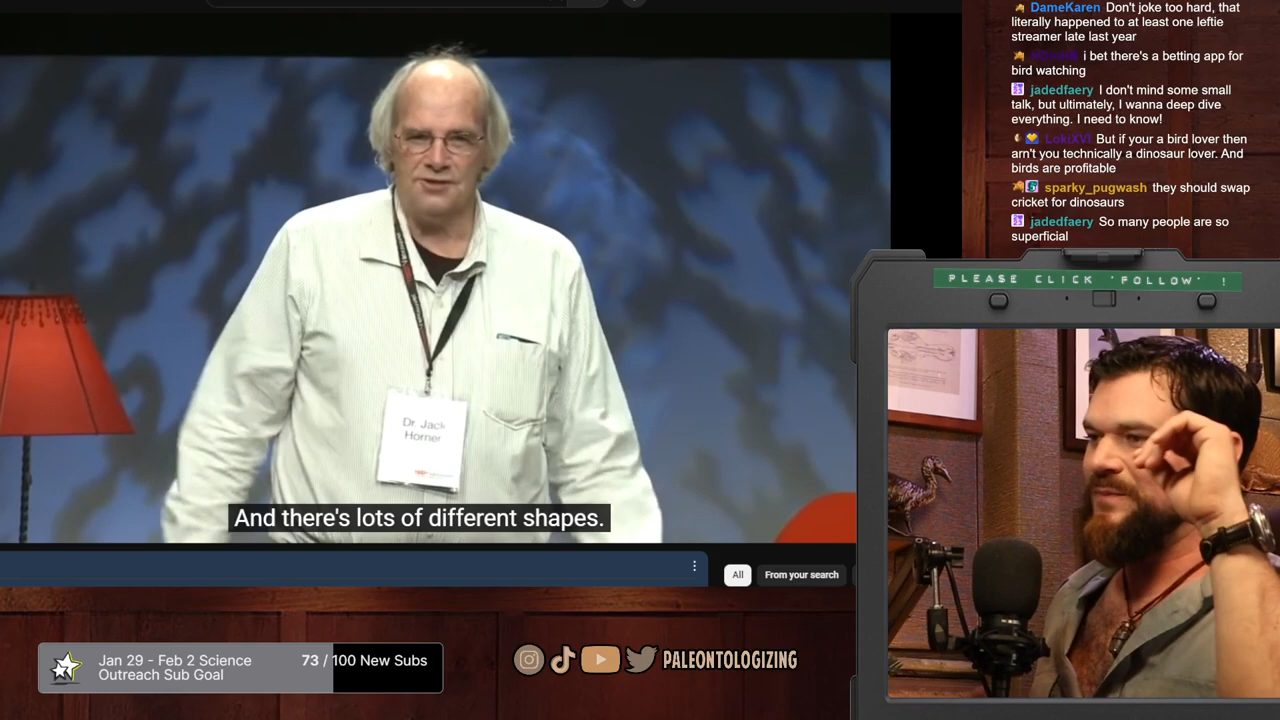 DameKaren Don't joke too hard, that
literally happened to at least one leftie
streamer late last year
i bet there's a betting app for
bird watching
jadedfaery I don't mind some small
talk, but ultimately, I wanna deep dive
everything. I need to know!
LokiXVI But if your a bird lover then
arn't you technically a dinosaur lover. And
birds are profitable
sparky_pugwash they should swap
cricket for dinosaurs
jadedfaery So many people are so
superficial
PLEASE CLICK 'FOLLOW' !
Dr. Jack
Horner
And there's lots of different shapes.
All
From your search
Jan 29 - Feb 2 Science
Outreach Sub Goal
73 / 100 New Subs
PALEONTOLOGIZING